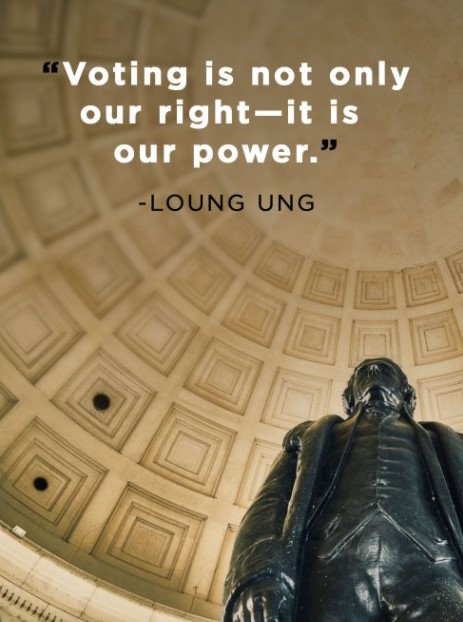 “Voting is not only
our right—it is
our power.”
-LOUNG UNG